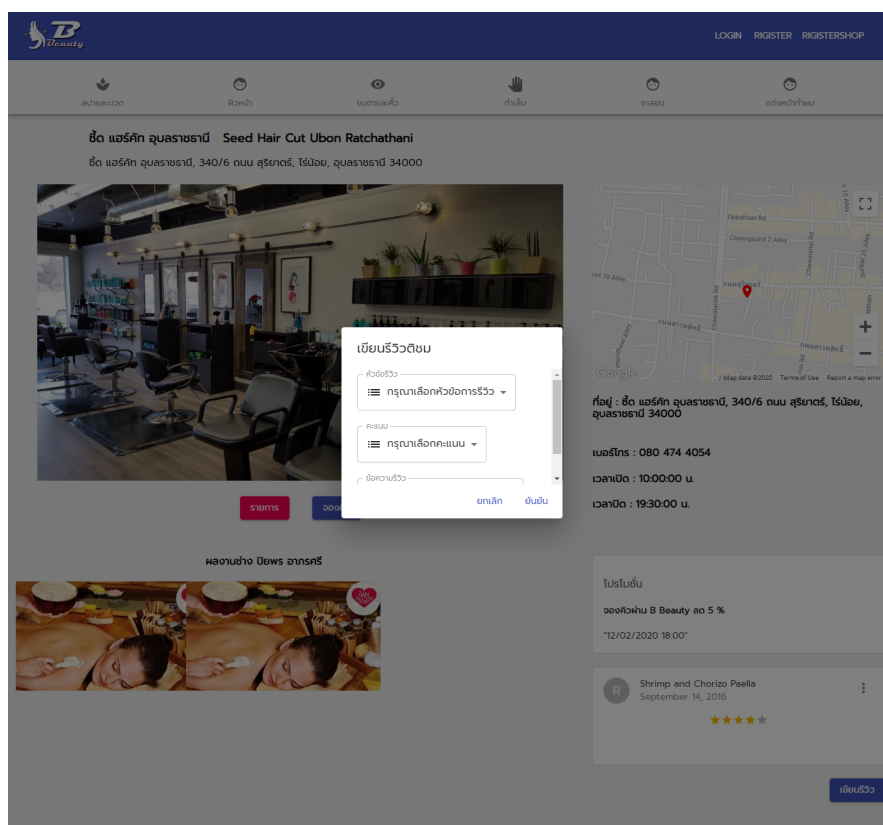 B
Beauty
LOGIN RIGISTER RIGISTERSHOP
สปาและนวด ผิวหน้า ขนตาและคิ้ว ทำเล็บ ซาลอน แต่งหน้าทำผม
ซี้ด แฮร์คัท อุบลราชธานี Seed Hair Cut Ubon Ratchathani
ซี้ด แฮร์คัท อุบลราชธานี, 340/6 ถนน สุริยาตร์, ไร่น้อย, อุบลราชธานี 34000
Uppalisan Rd
Chaengsanit 2 Alley
Google
Map data ©2020 Terms of Use Report a map error
เขียนรีวิวติชม
หัวข้อรีวิว
กรุณาเลือกหัวข้อการรีวิว
คะแนน
กรุณาเลือกคะแนน
ข้อความรีวิว
ยกเลิก ยืนยัน
ที่อยู่ : ซี้ด แฮร์คัท อุบลราชธานี, 340/6 ถนน สุริยาตร์, ไร่น้อย,
อุบลราชธานี 34000
เบอร์โทร : 080 474 4054
เวลาเปิด : 10:00:00 น.
เวลาปิด : 19:30:00 น.
รายการ
ผลงานช่าง ปิยพร อากรศรี
โปรโมชั่น
จองคิวผ่าน B Beauty ลด 5 %
"12/02/2020 18:00"
R
Shrimp and Chorizo Paella
September 14, 2016
เขียนรีวิว